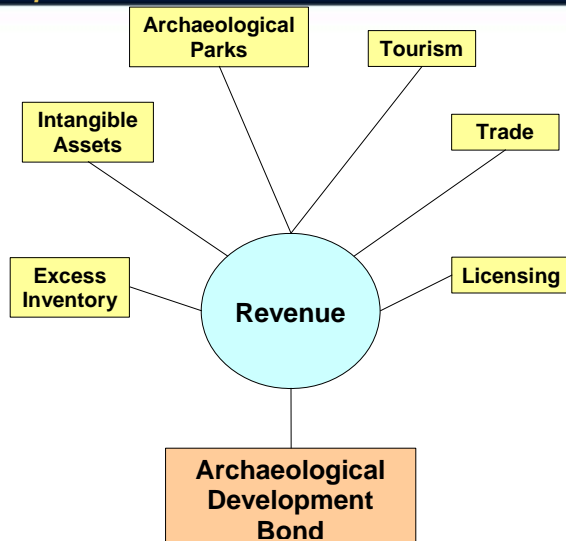 Archaeological
Parks
Tourism
Intangible
Assets
Trade
Excess
Inventory
Licensing
Revenue
Archaeological
Development
Bond